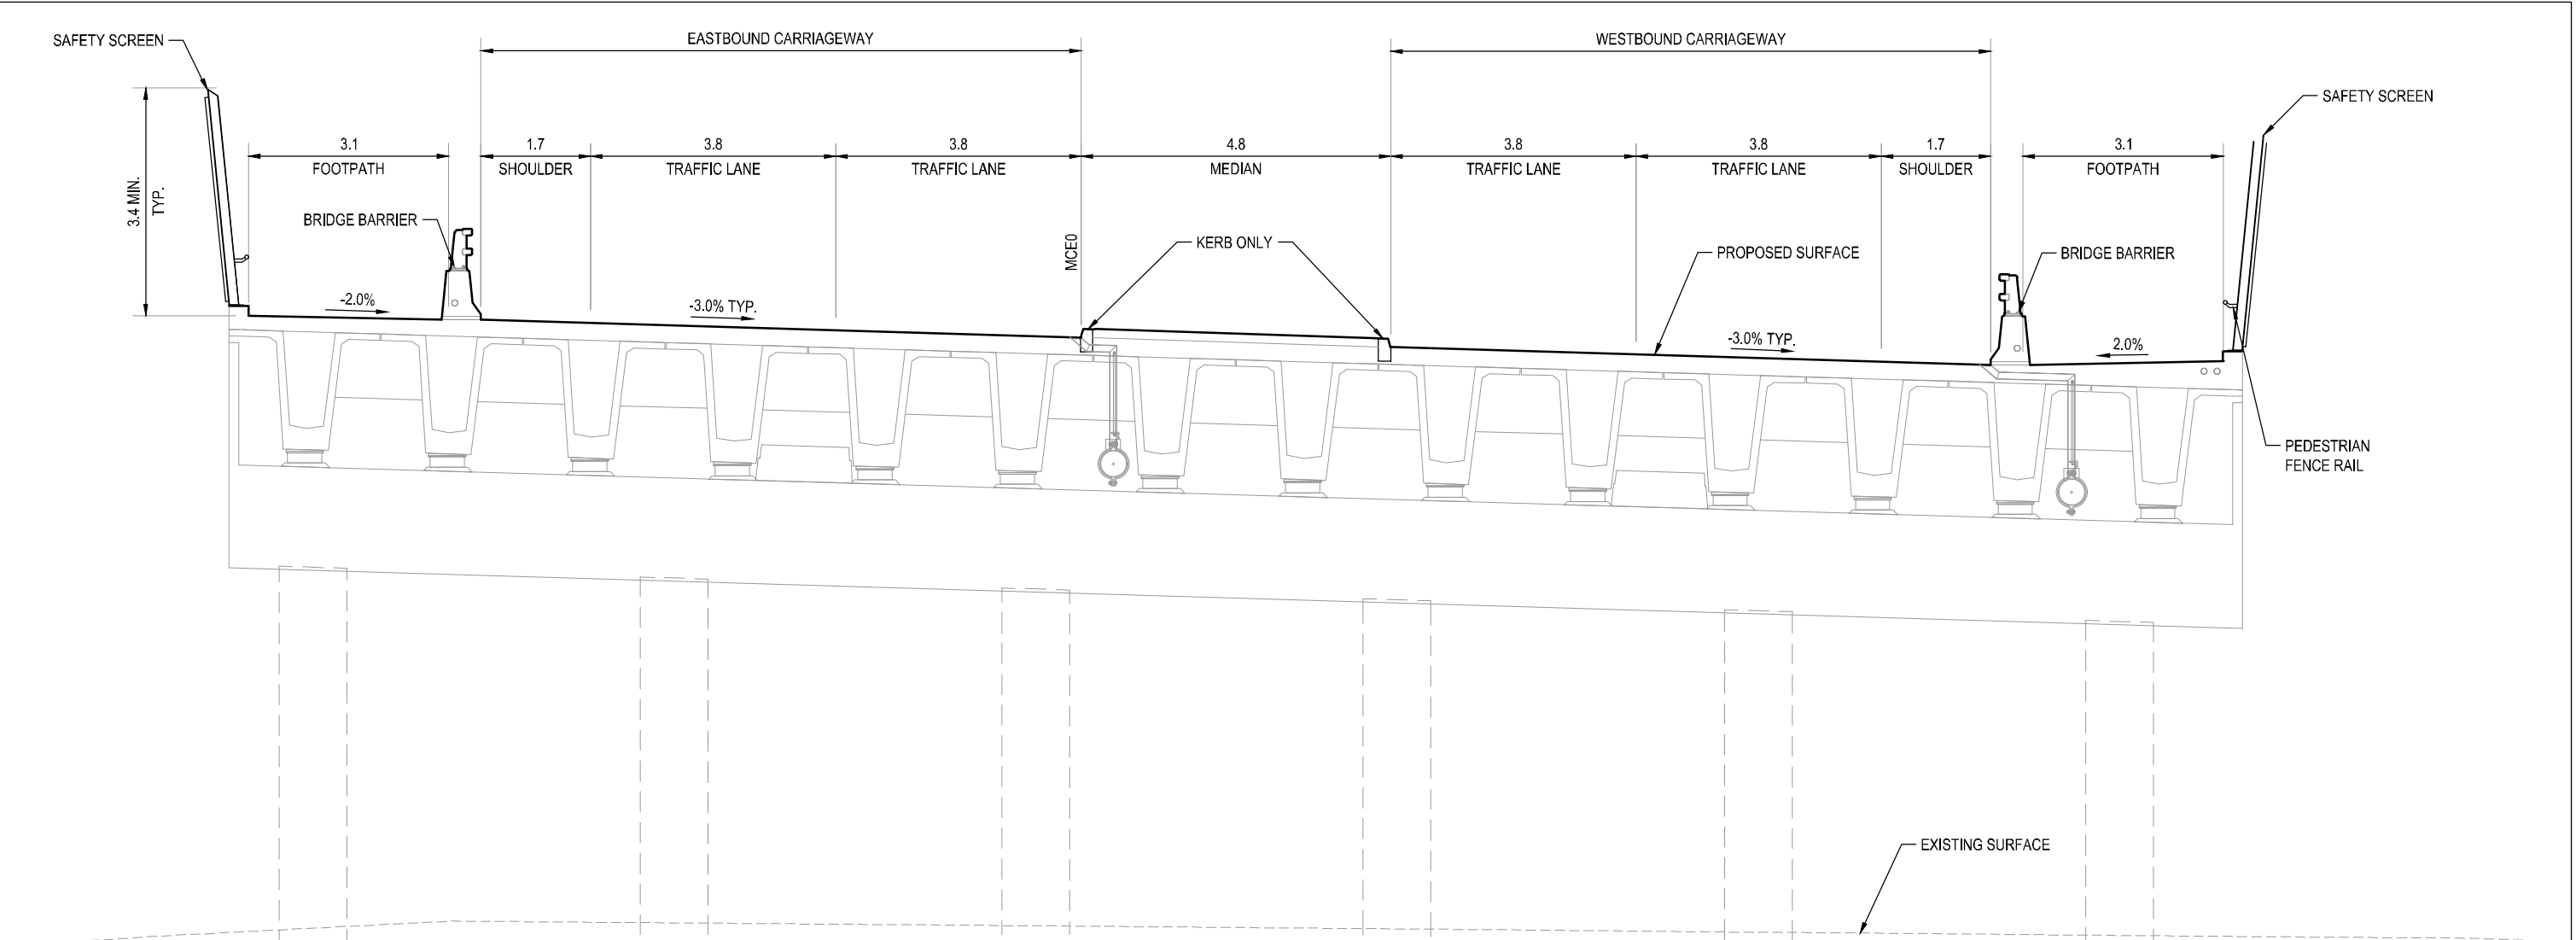 EASTBOUND CARRIAGEWAY
WESTBOUND CARRIAGEWAY
SAFETY SCREEN
SAFETY SCREEN
3.4 MIN.
TYP.
3.1
FOOTPATH
1.7
SHOULDER
3.8
TRAFFIC LANE
3.8
TRAFFIC LANE
4.8
MEDIAN
3.8
TRAFFIC LANE
3.8
TRAFFIC LANE
1.7
SHOULDER
3.1
FOOTPATH
BRIDGE BARRIER
MCE0
KERB ONLY
PROPOSED SURFACE
BRIDGE BARRIER
-2.0%
-3.0% TYP.
-3.0% TYP.
2.0%
PEDESTRIAN
FENCE RAIL
EXISTING SURFACE